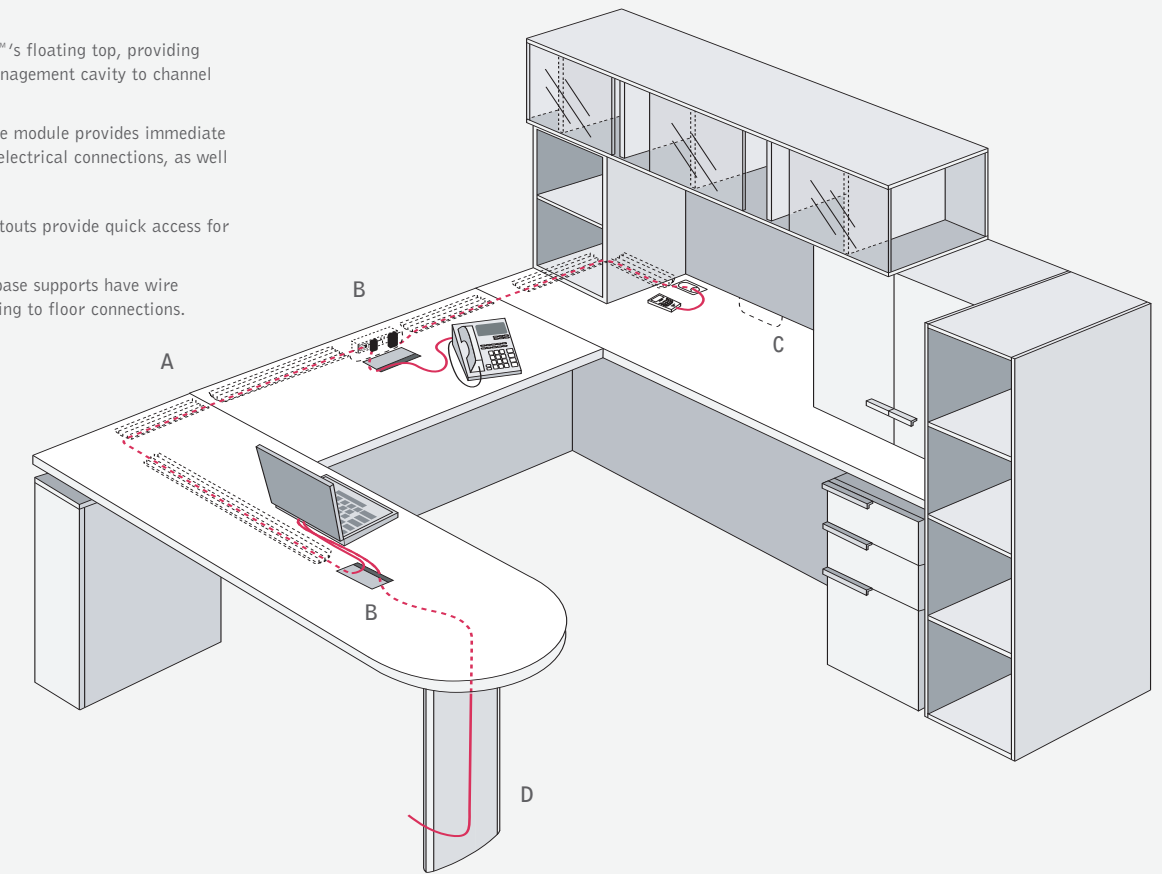 ™'s floating top, providing
nagement cavity to channel
e module provides immediate
electrical connections, as well
touts provide quick access for
base supports have wire
ing to floor connections.
B
A
C
B
D